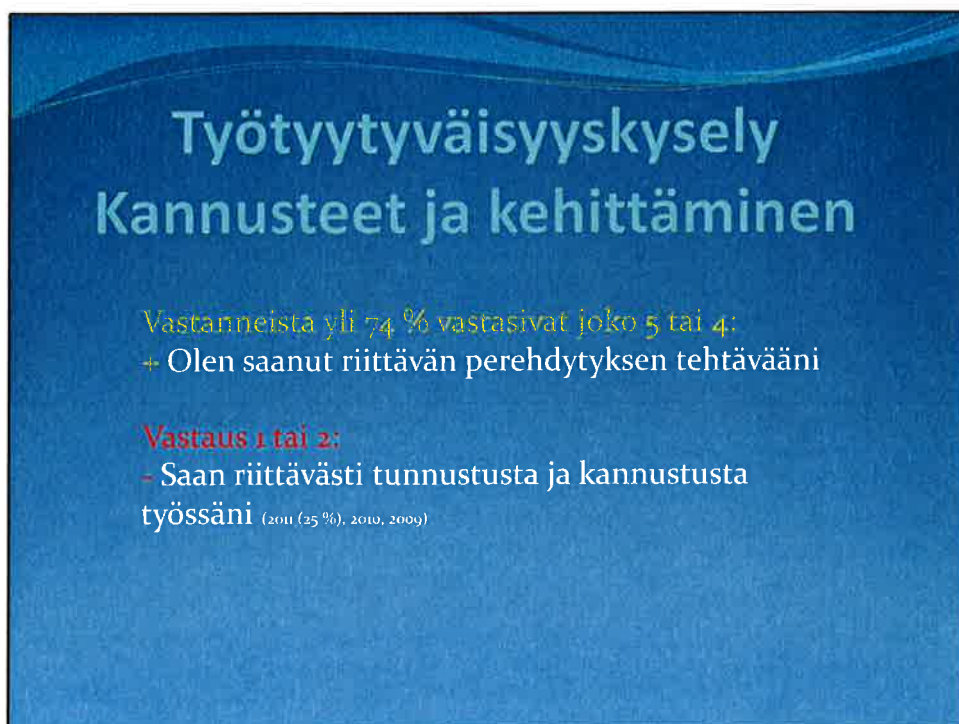 Työtyytyväisyyskysely
Kannusteet ja kehittäminen
Vastanneista yli 74 % vastasivat joko 5 tai 4:
+ Olen saanut riittävän perehdytyksen tehtävääni
Vastaus 1 tai 2:
- Saan riittävästi tunnustusta ja kannustusta
työssäni (2011 (25 %), 2010, 2009)